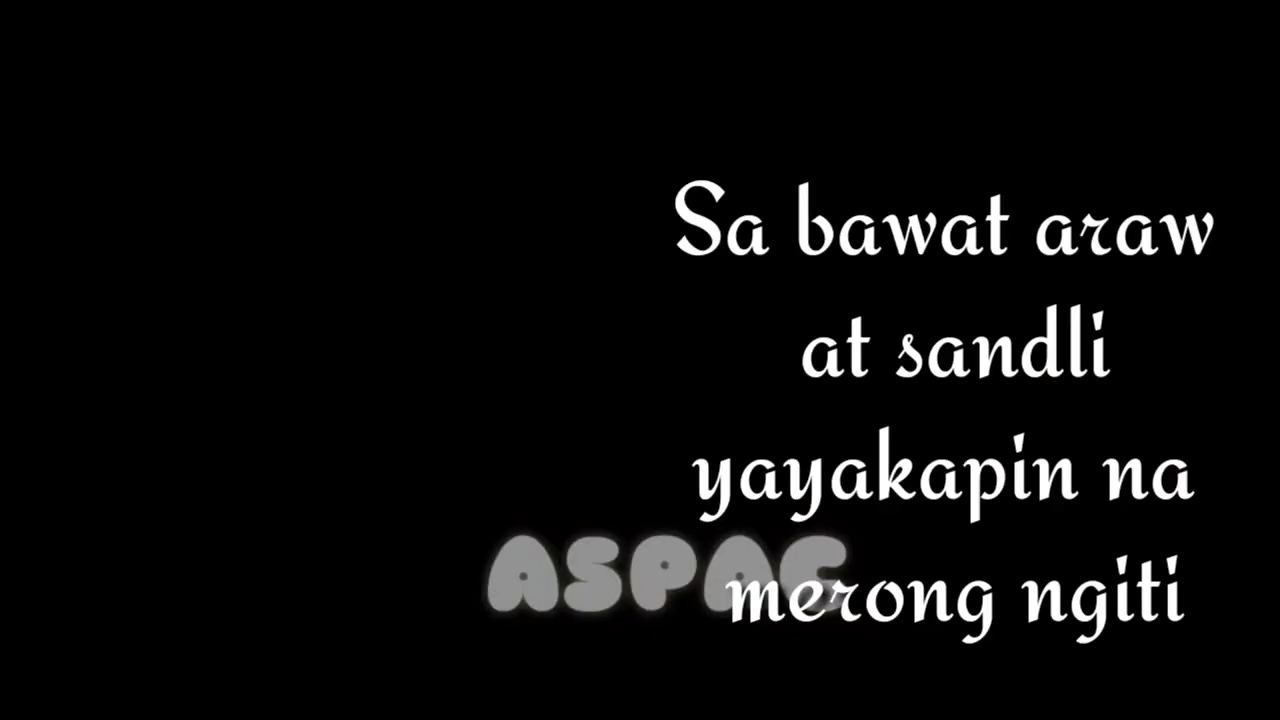 Sa bawat araw
at sandli
yayakapin na
merong ngiti
ASPAC